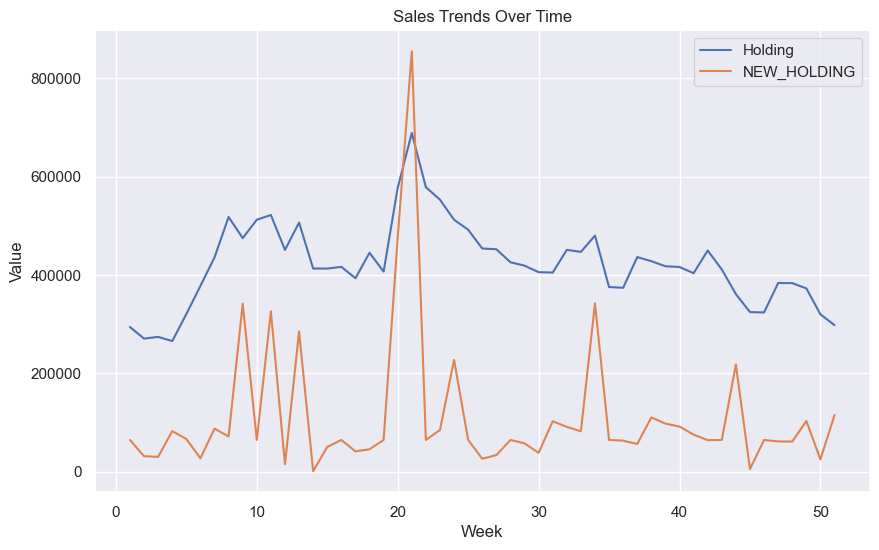 Sales Trends Over Time
Holding
NEW_HOLDING
Value
800000
600000
400000
200000
0
0 10 20 30 40 50
Week